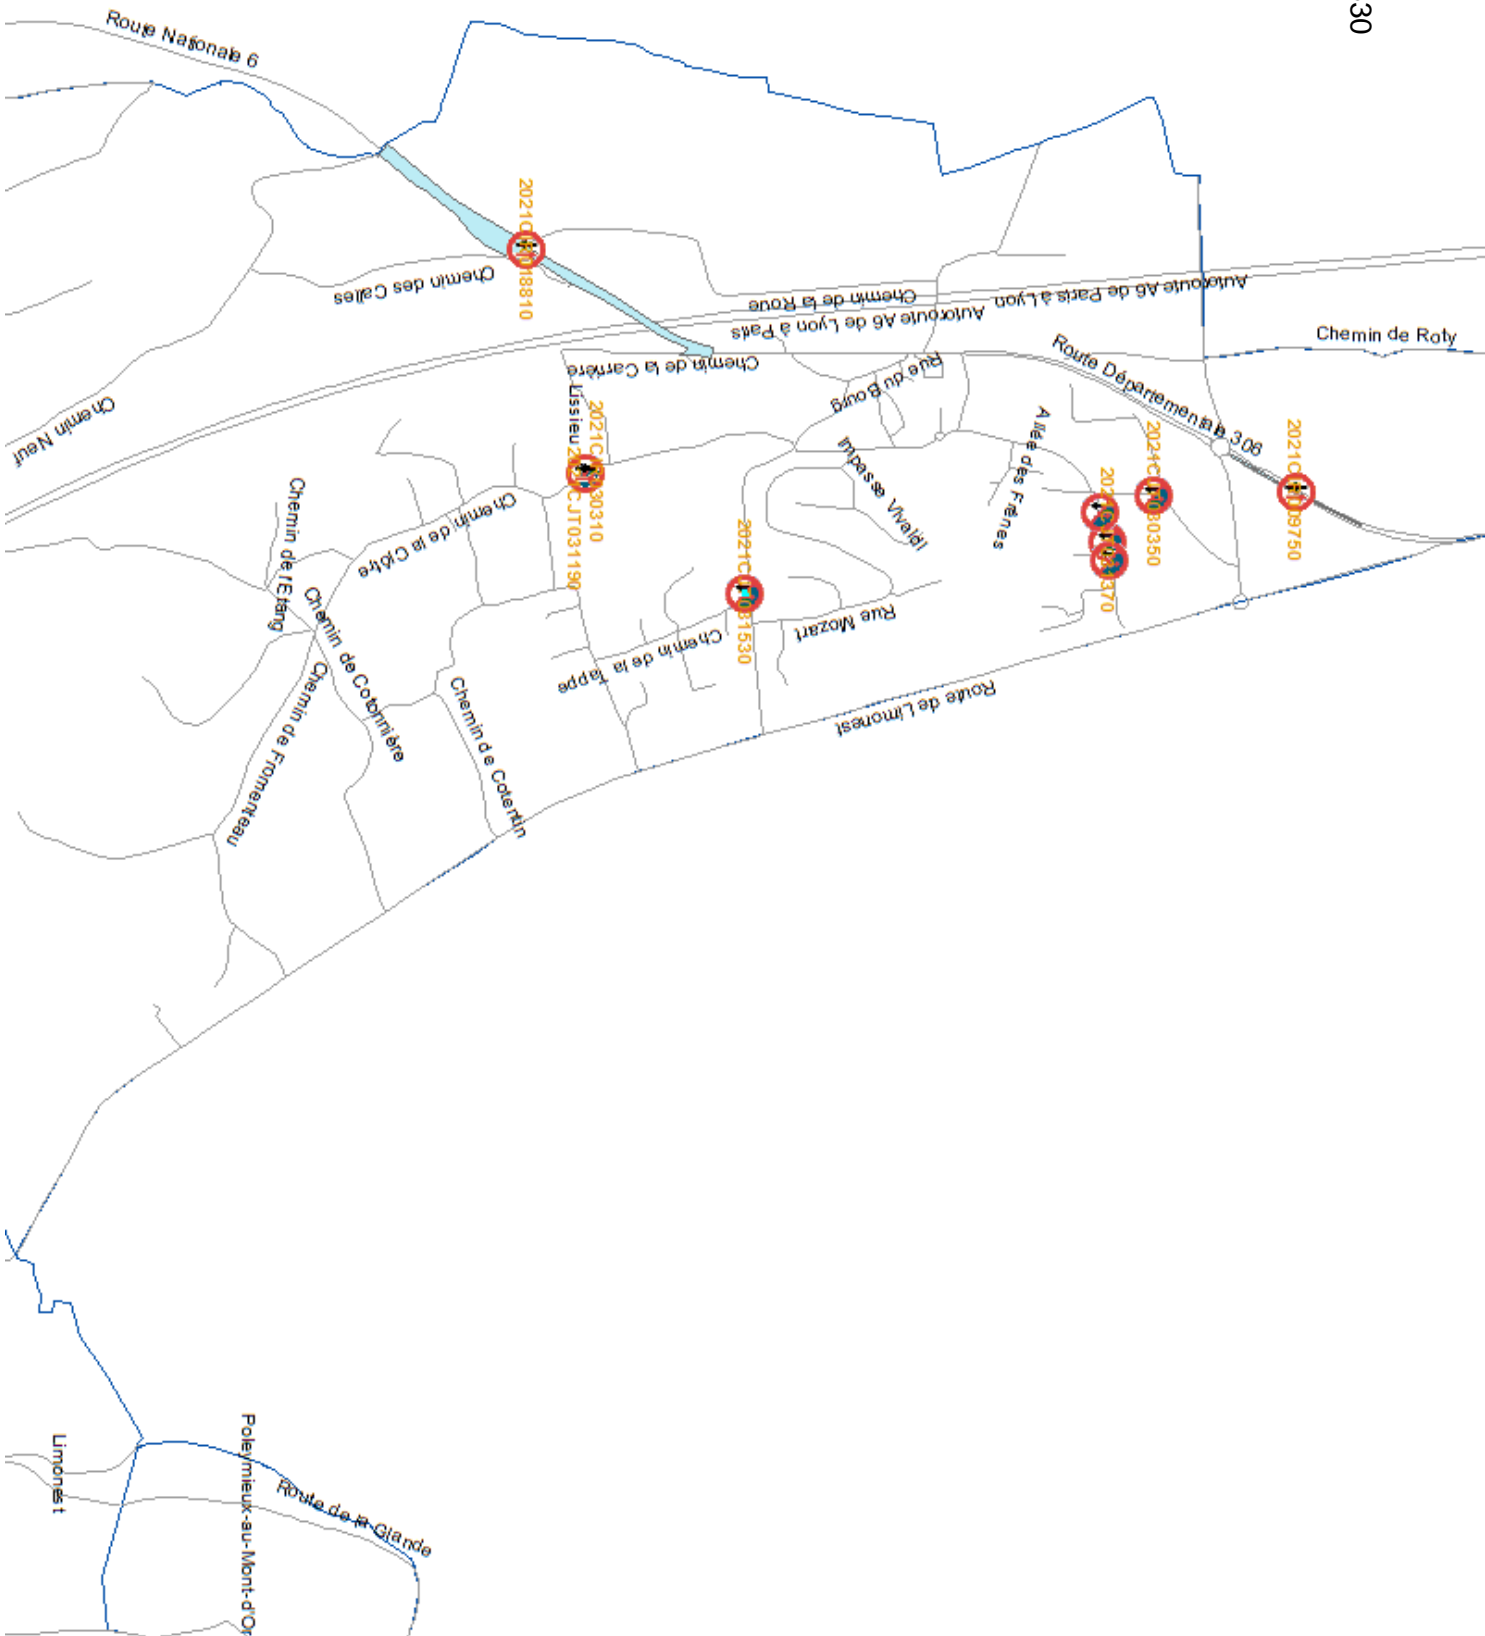 30
Route Nationale 6
Chemin des Calles
Chemin de la Roue
Autoroute A6 de Paris à Lyon
Autoroute A6 de Lyon à Paris
Chemin de Roty
Route Départementale 306
Chemin de la Carrière
Rue du Bourg
Chemin Neuf
Lissieu
Allée des Frênes
Impasse Vivaldi
Chemin de l'Etang
Chemin de la Clôtre
Chemin de Cotonnière
Chemin de la Tappe
Rue Mozart
Chemin de Fromenteau
Chemin de Cotentin
Route de Limonest
Limonest
Poleymieux-au-Mont-d'Or
Route de la Glande